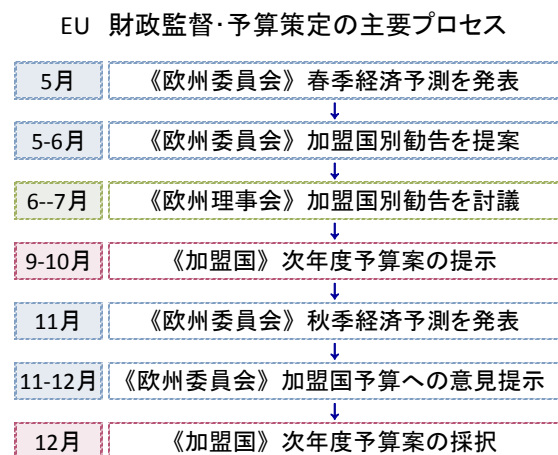 EU 財政監督･予算策定の主要プロセス
5月 《欧州委員会》春季経済予測を発表
↓
5-6月 《欧州委員会》加盟国別勧告を提案
↓
6--7月 《欧州理事会》加盟国別勧告を討議
↓
9-10月 《加盟国》次年度予算案の提示
↓
11月 《欧州委員会》秋季経済予測を発表
↓
11-12月 《欧州委員会》加盟国予算への意見提示
↓
12月 《加盟国》次年度予算案の採択